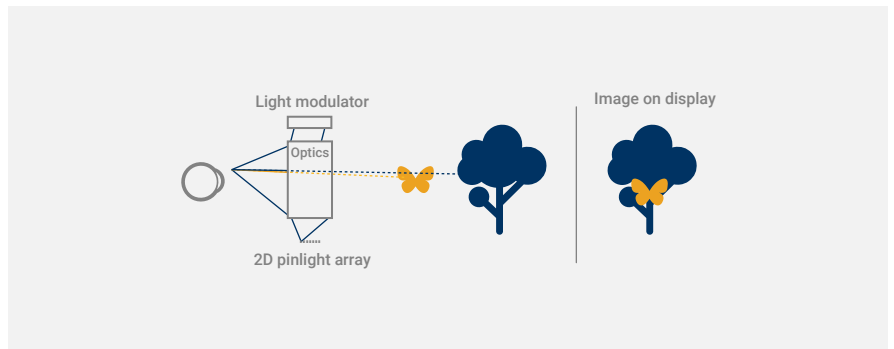 Light modulator
Image on display
Optics
2D pinlight array